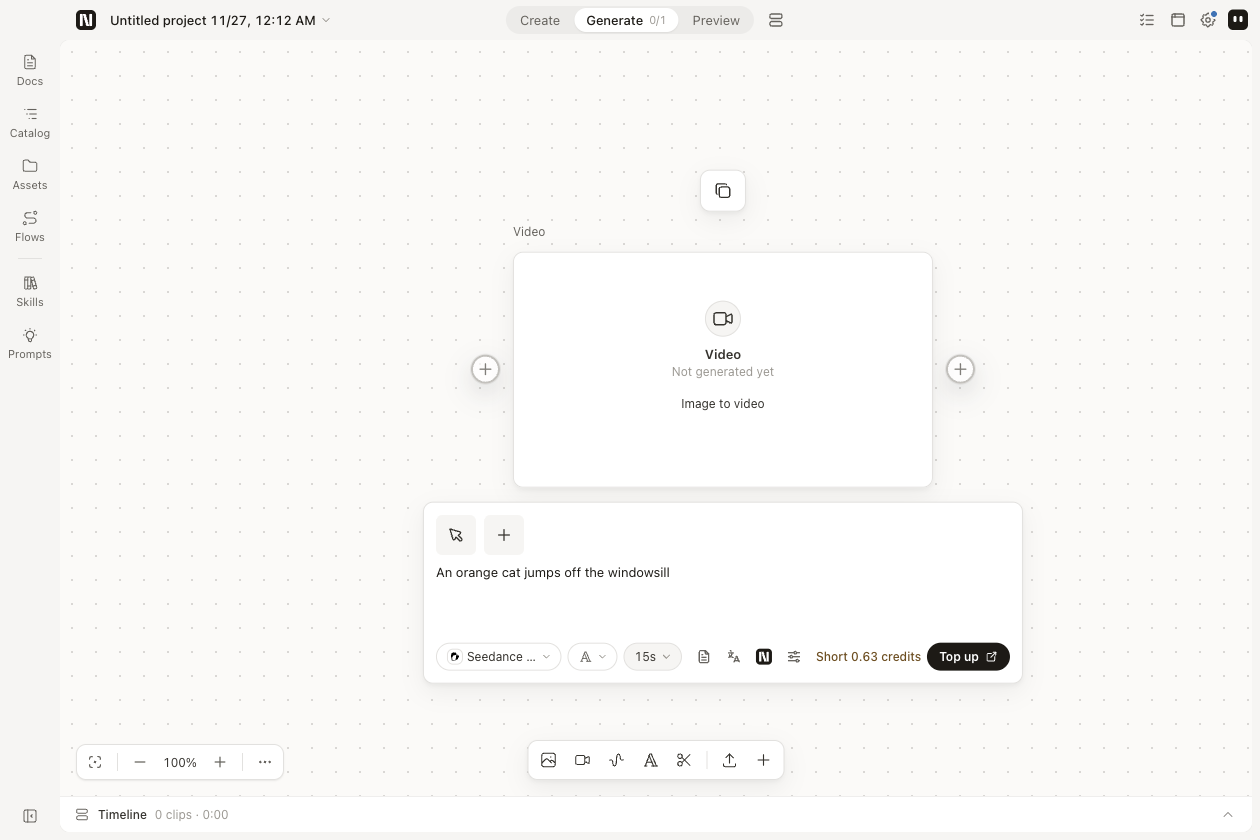 Untitled project 11/27, 12:12 AM
Create
Generate 0/1
Preview
Docs
Catalog
Assets
Flows
Skills
Prompts
Video
Video
Not generated yet
Image to video
An orange cat jumps off the windowsill
Seedance ...
15s
Short 0.63 credits
Top up
100%
Timeline 0 clips · 0:00